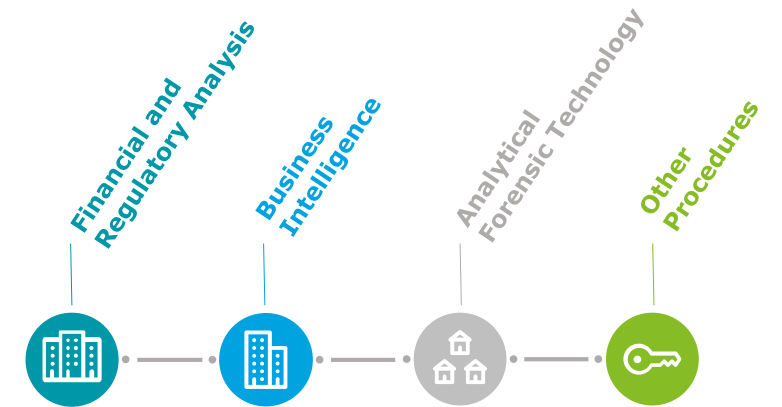 Financial and
Regulatory Analysis
Business
Intelligence
Analytical
Forensic Technology
Other
Procedures